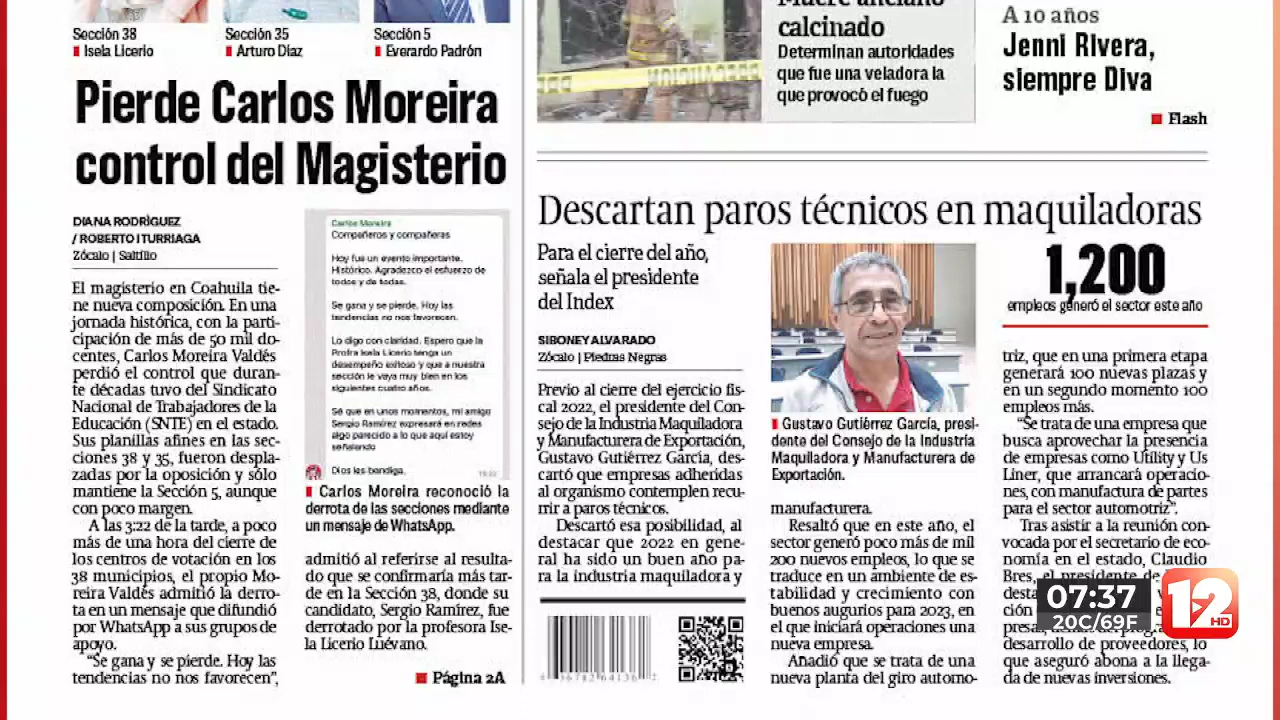 Sección 38
Isela Licerio
Sección 35
Arturo Díaz
Sección 5
Everardo Padrón
Pierde Carlos Moreira
control del Magisterio
DIANA RODRÌGUEZ
/ ROBERTO ITURRIAGA
Zócalo | Saltillo
El magisterio en Coahuila tie-
ne nueva composición. En una
jornada histórica, con la parti-
cipación de más de 50 mil do-
centes, Carlos Moreira Valdés
perdió el control que duran-
te décadas tuvo del Sindicato
Nacional de Trabajadores de la
Educación (SNTE) en el estado.
Sus planillas afines en las sec-
ciones 38 y 35, fueron despla-
zadas por la oposición y sólo
mantiene la Sección 5, aunque
con poco margen.
A las 3:22 de la tarde, a poco
más de una hora del cierre de
los centros de votación en los
38 municipios, el propio Mo-
reira Valdés admitió la derro-
ta en un mensaje que difundió
por WhatsApp a sus grupos de
apoyo.
“Se gana y se pierde. Hoy las
tendencias no nos favorecen”,
Carlos Moreira
Compañeros y compañeras
Hoy fue un evento importante.
Histórico. Agradezco el esfuerzo de
todos y de todas.
Se gana y se pierde. Hoy las
tendencias no nos favorecen.
Lo digo con claridad. Espero que la
Profra Isela Licerio tenga un
desempeño exitoso y que a nuestra
sección le vaya muy bien en los
siguientes cuatro años.
Sé que en unos momentos, mi amigo
Sergio Ramírez expresará en redes
algo parecido a lo que aquí estoy
señalando
Dios les bendiga.
Carlos Moreira reconoció la
derrota de las secciones mediante
un mensaje de WhatsApp.
admitió al referirse al resulta-
do que se confirmaría más tar-
de en la Sección 38, donde su
candidato, Sergio Ramírez, fue
derrotado por la profesora Ise-
la Licerio Luévano.
Página 2A
Muere anciano
calcinado
Determinan autoridades
que fue una veladora la
que provocó el fuego
A 10 años
Jenni Rivera,
siempre Diva
Flash
Descartan paros técnicos en maquiladoras
Para el cierre del año,
señala el presidente
del Index
SIBONEY ALVARADO
Zócalo | Piedras Negras
Previo al cierre del ejercicio fis-
cal 2022, el presidente del Con-
sejo de la Industria Maquiladora
y Manufacturera de Exportación,
Gustavo Gutiérrez García, des-
cartó que empresas adheridas
al organismo contemplen recu-
rrir a paros técnicos.
Descartó esa posibilidad, al
destacar que 2022 en gene-
ral ha sido un buen año pa-
ra la industria maquiladora y
Gustavo Gutiérrez García, presi-
dente del Consejo de la Industria
Maquiladora y Manufacturera de
Exportación.
manufacturera.
Resaltó que en este año, el
sector generó poco más de mil
200 nuevos empleos, lo que se
traduce en un ambiente de es-
tabilidad y crecimiento con
buenos augurios para 2023, en
el que iniciará operaciones una
nueva empresa.
Añadió que se trata de una
nueva planta del giro automo-
1,200
empleos generó el sector este año
triz, que en una primera etapa
generará 100 nuevas plazas y
en un segundo momento 100
empleos más.
“Se trata de una empresa que
busca aprovechar la presencia
de empresas como Utility y Us
Liner, que arrancará operacio-
nes, con manufactura de partes
para el sector automotriz”.
Tras asistir a la reunión con-
vocada por el secretario de eco-
nomía en el estado, Claudio
Bres, el presidente de
desta
ción
presa
desarrollo de proveedores, lo
que aseguró abona a la llega-
da de nuevas inversiones.
07:37
20C/69F
12
HD